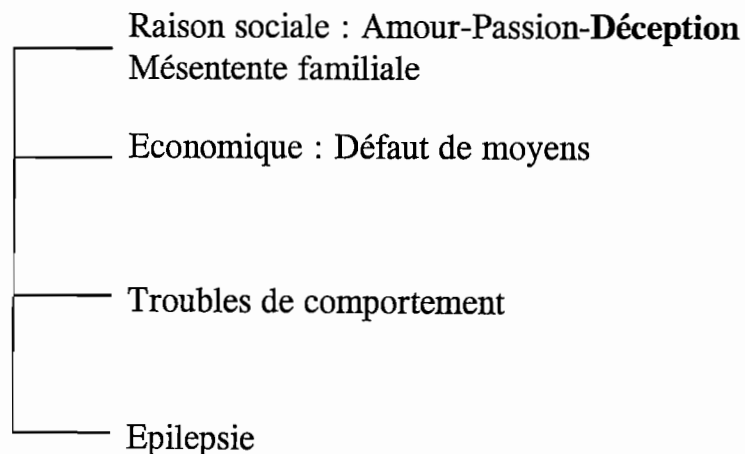 Raison sociale : Amour-Passion-Déception
Mésentente familiale
Economique : Défaut de moyens
Troubles de comportement
Epilepsie